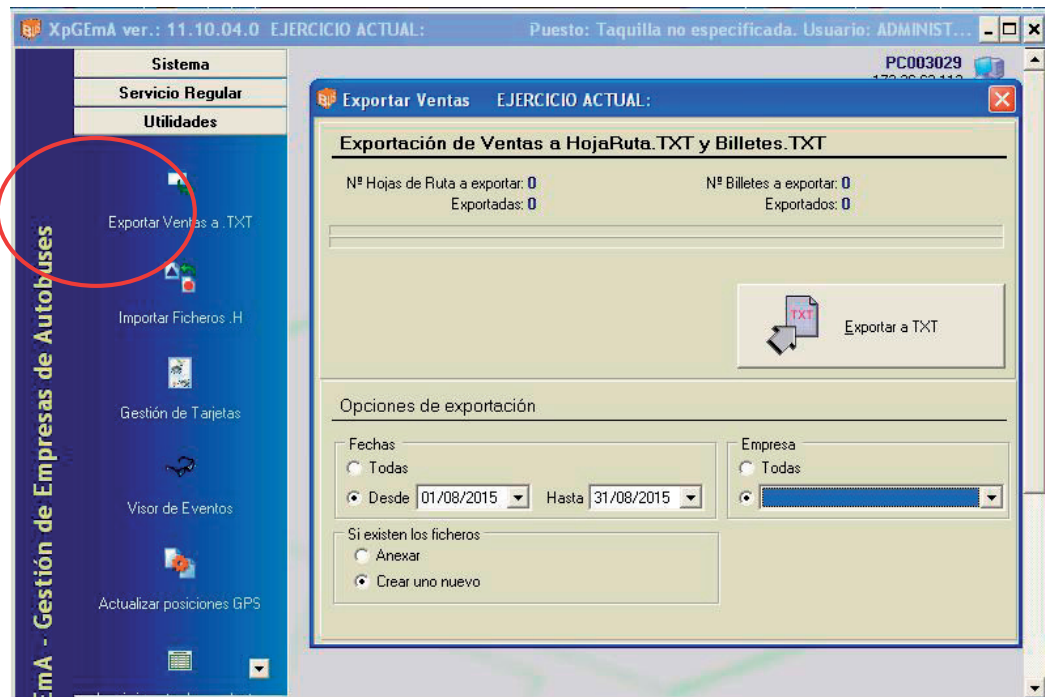 XpGEmA ver.: 11.10.04.0 EJERCICIO ACTUAL: Puesto: Taquilla no especificada. Usuario: ADMINIST...
Sistema
Servicio Regular
Utilidades
Exportar Ventas a .TXT
Importar Ficheros .H
Gestión de Tarjetas
Visor de Eventos
Actualizar posiciones GPS
EmA - Gestión de Empresas de Autobuses
PC003029
Exportar Ventas EJERCICIO ACTUAL:
Exportación de Ventas a HojaRuta.TXT y Billetes.TXT
Nº Hojas de Ruta a exportar: 0 Nº Billetes a exportar: 0
Exportadas: 0 Exportados: 0
TXT
Exportar a TXT
Opciones de exportación
Fechas
Todas
Desde 01/08/2015 Hasta 31/08/2015
Empresa
Todas
Si existen los ficheros
Anexar
Crear uno nuevo